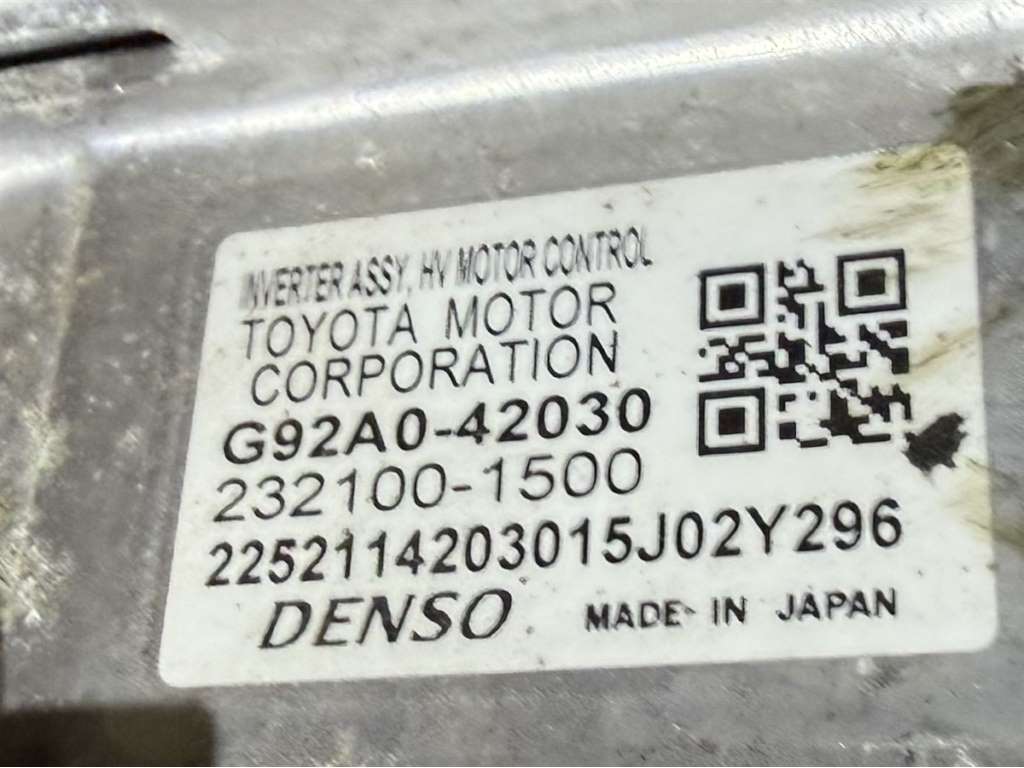 INVERTER ASSY, HV MOTOR CONTROL
TOYOTA MOTOR
CORPORATION
G92A0-42030
232100-1500
2252114203015J02Y296
DENSO MADE IN JAPAN